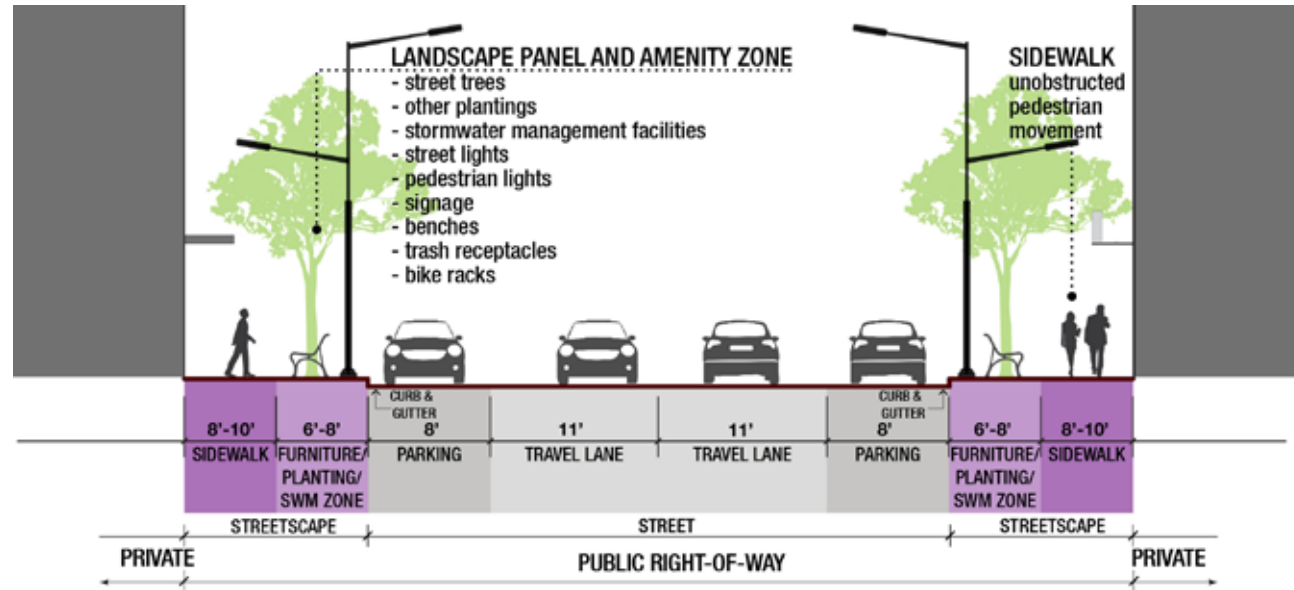 LANDSCAPE PANEL AND AMENITY ZONE
- street trees
- other plantings
- stormwater management facilities
- street lights
- pedestrian lights
- signage
- benches
- trash receptacles
- bike racks
SIDEWALK
unobstructed
pedestrian
movement
CURB &
GUTTER
CURB &
GUTTER
8'-10'
SIDEWALK
6'-8'
FURNITURE/
PLANTING/
SWM ZONE
8'
PARKING
11'
TRAVEL LANE
11'
TRAVEL LANE
8'
PARKING
6'-8'
FURNITURE/
PLANTING/
SWM ZONE
8'-10'
SIDEWALK
STREETSCAPE
STREET
STREETSCAPE
PRIVATE
PUBLIC RIGHT-OF-WAY
PRIVATE